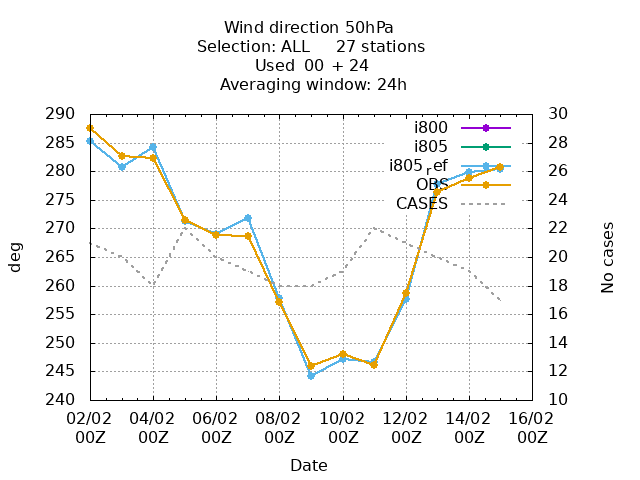 Wind direction 50hPa
Selection: ALL 27 stations
Used 00 + 24
Averaging window: 24h
290 30
285 28
280 26
275 24
270 22
265 20
260 18
255 16
250 14
245 12
240 10
i800
i805
i805_ref
OBS
CASES
deg
No cases
02/02 04/02 06/02 08/02 10/02 12/02 14/02 16/02
00Z 00Z 00Z 00Z 00Z 00Z 00Z 00Z
Date